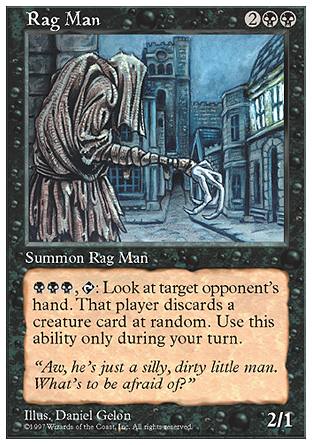 Rag Man 2
Summon Rag Man
, : Look at target opponent's
hand. That player discards a
creature card at random. Use this
ability only during your turn.
“Aw, he's just a silly, dirty little man.
What's to be afraid of?”
Illus. Daniel Gelon
©1997 Wizards of the Coast, Inc. All rights reserved.
2/1